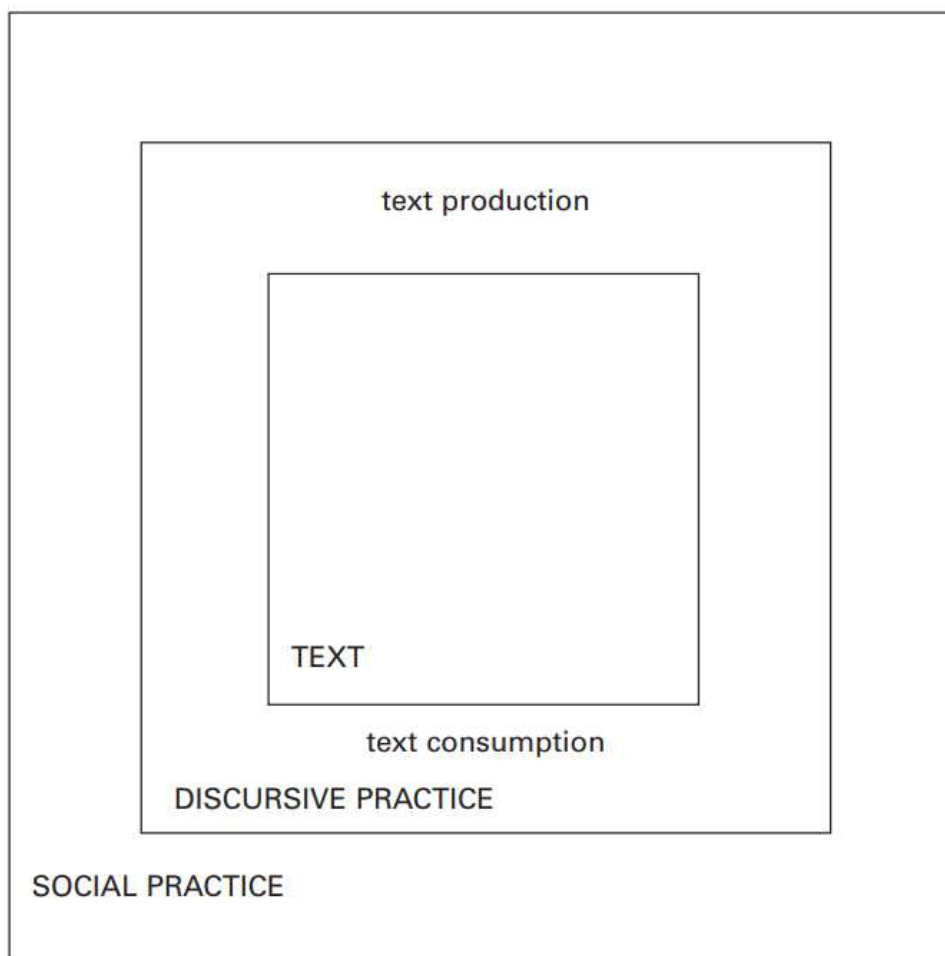 text production
TEXT
text consumption
DISCURSIVE PRACTICE
SOCIAL PRACTICE